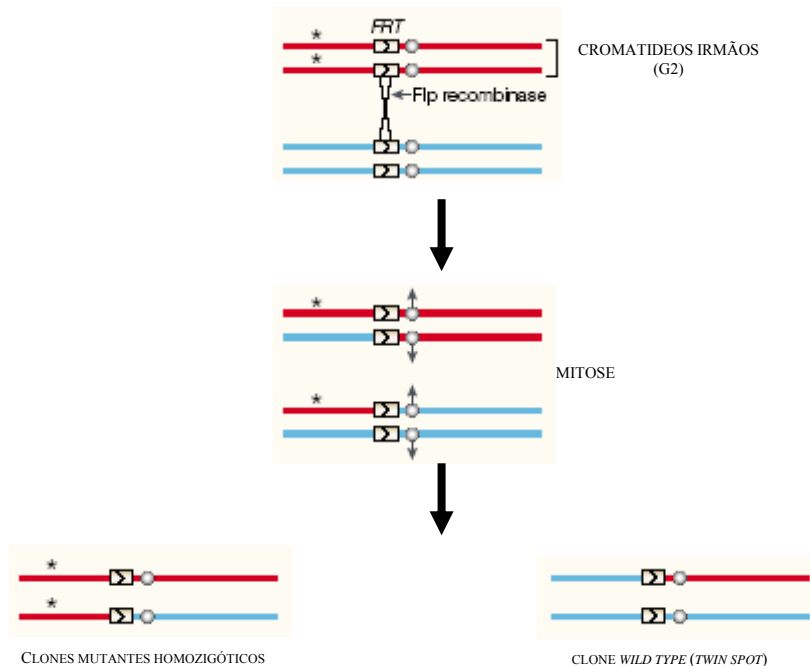 FRT
*
*
CROMATIDEOS IRMÃOS
(G2)
Flp recombinase
*
MITOSE
*
*
*
CLONES MUTANTES HOMOZIGÓTICOS
CLONE WILD TYPE (TWIN SPOT)